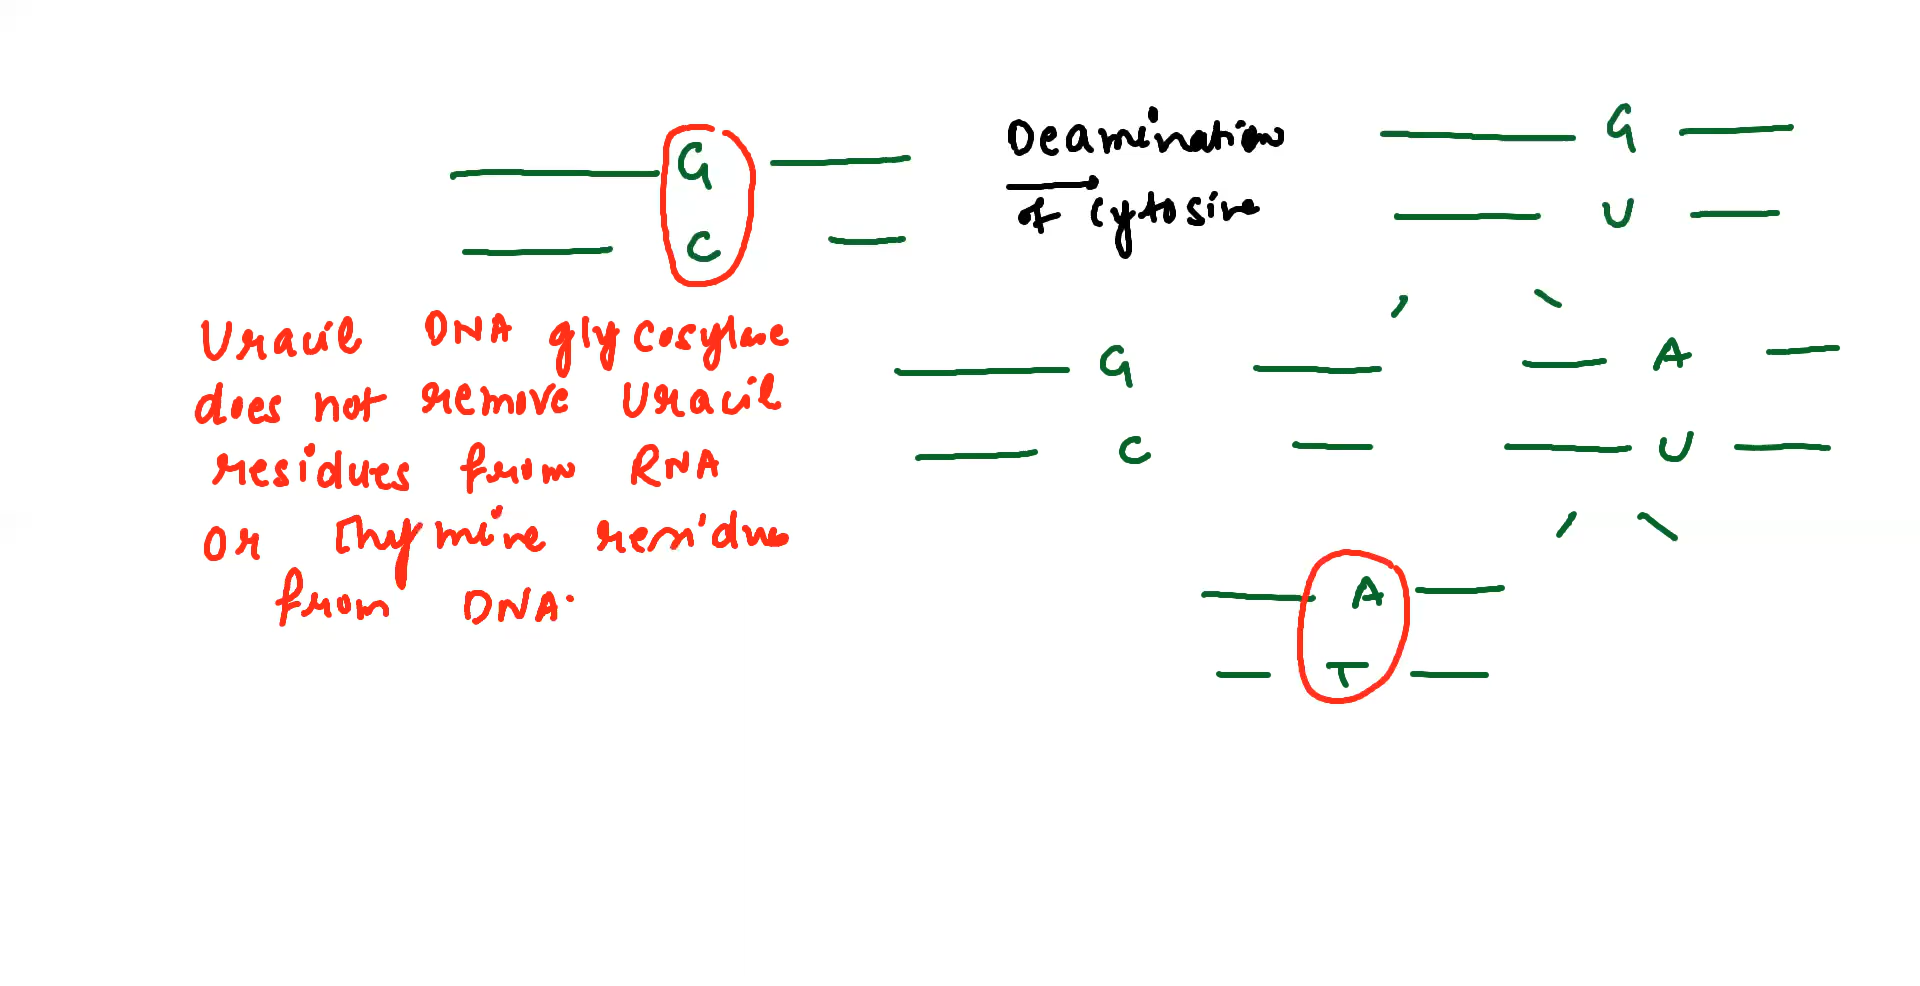 G
C
Deamination
of Cytosine
G
U
Uracil DNA glycosylase
does not remove Uracil
residues from RNA
or Thymine residue
from DNA.
G
C
A
U
A
T